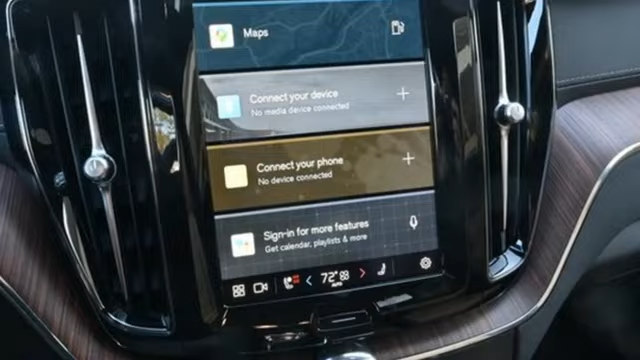 Maps
Connect your device
No media device connected
Connect your phone
No device connected
Sign-in for more features
Get calendar, playlists & more
72°
AUTO